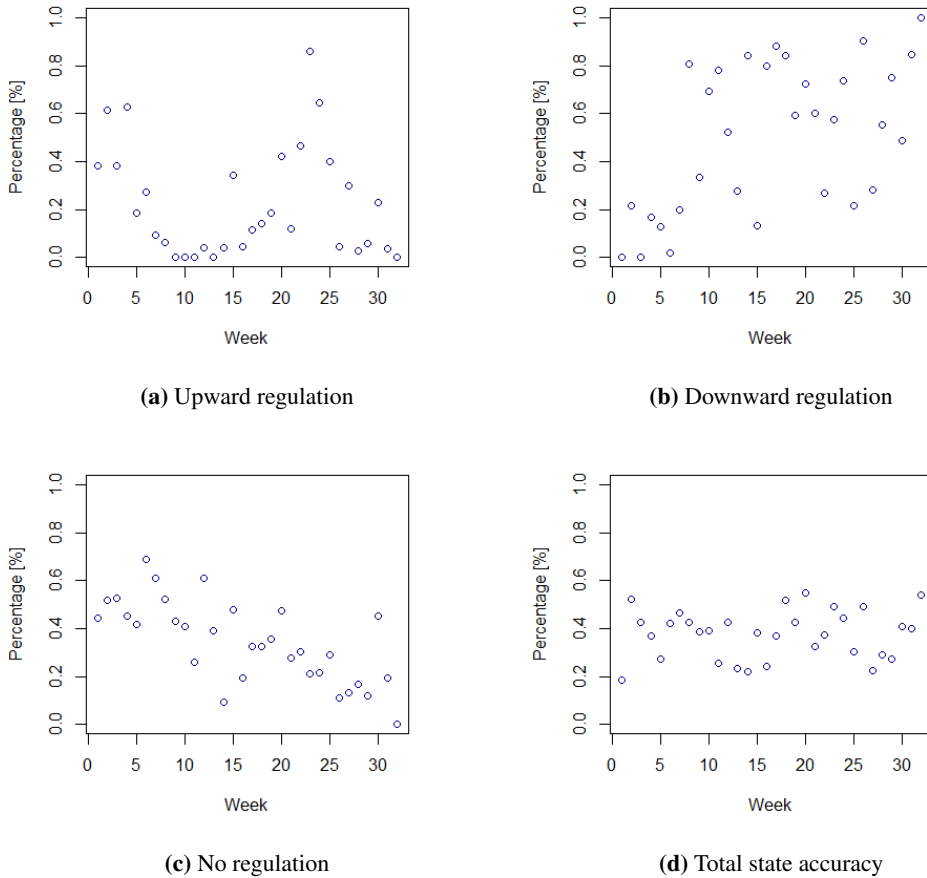 1.0 1.0
0.8 0.8
0.6 0.6
0.4 0.4
0.2 0.2
0.0 0.0
Percentage [%] Percentage [%]
0 5 10 15 20 25 30 0 5 10 15 20 25 30
Week Week
(a) Upward regulation (b) Downward regulation
1.0 1.0
0.8 0.8
0.6 0.6
0.4 0.4
0.2 0.2
0.0 0.0
Percentage [%] Percentage [%]
0 5 10 15 20 25 30 0 5 10 15 20 25 30
Week Week
(c) No regulation (d) Total state accuracy